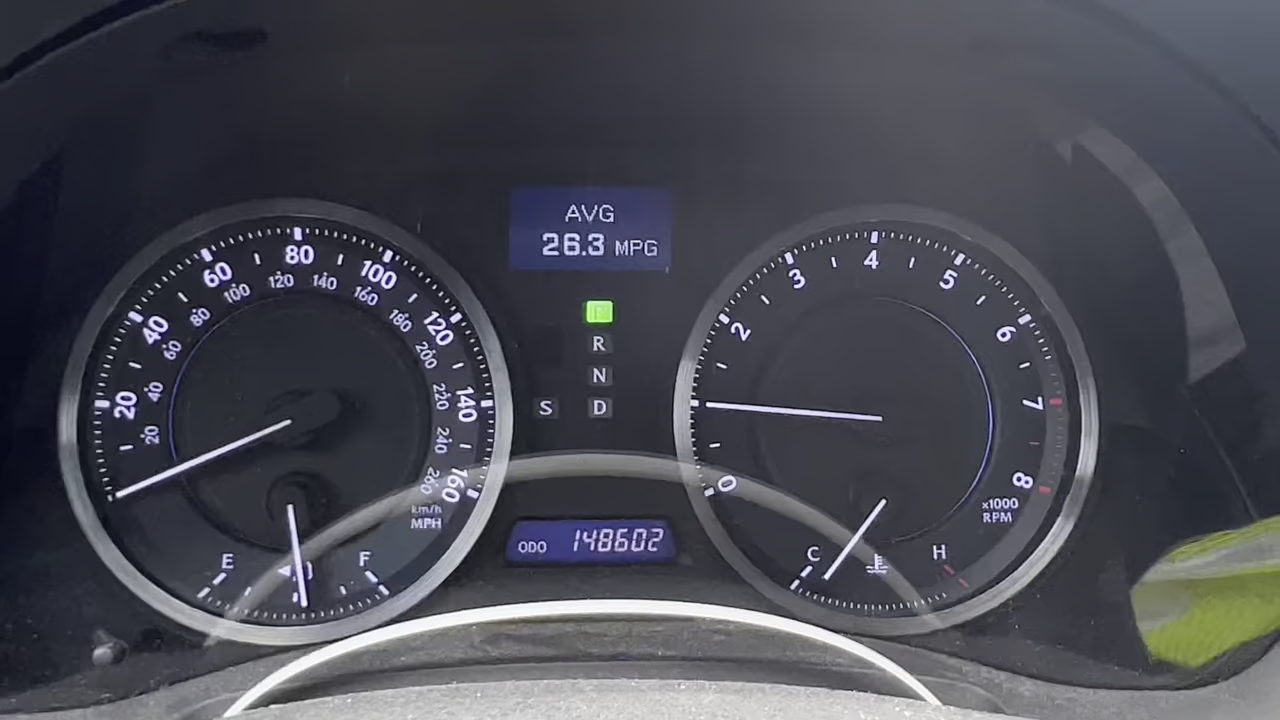 AVG
26.3 MPG
P
R
N
S D
20 40 60 80 100 120 140 160
20 40 60 80 100 120 140 160 180 200 220 240 260
km/h
MPH
E F
ODO 148602
0 2 3 4 5 6 7 8
x1000
RPM
C H